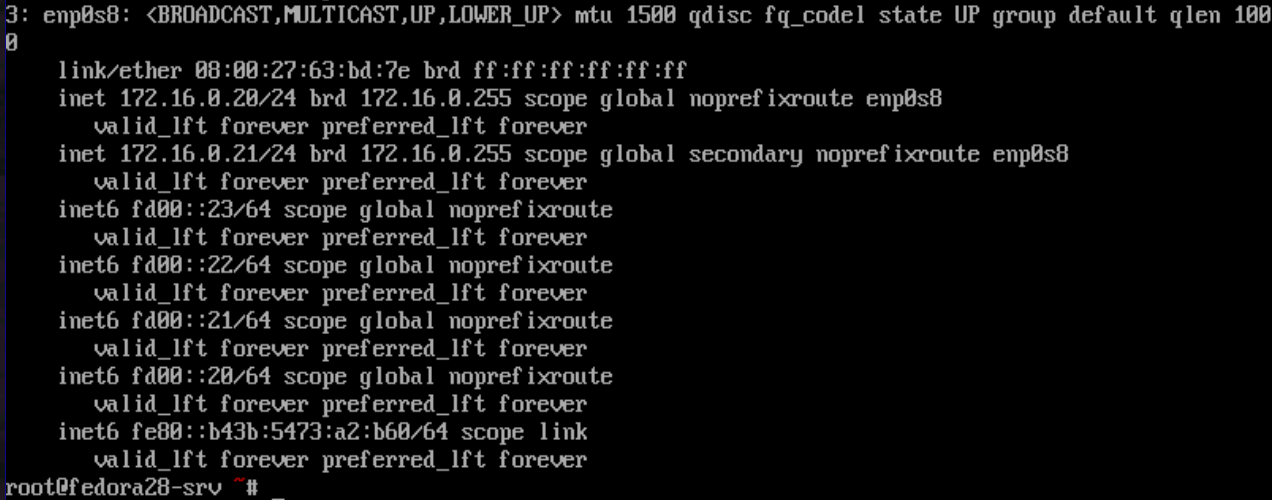 3: enp0s8: <BROADCAST,MULTICAST,UP,LOWER_UP> mtu 1500 qdisc fq_codel state UP group default qlen 100
0
    link/ether 08:00:27:63:bd:7e brd ff:ff:ff:ff:ff:ff
    inet 172.16.0.20/24 brd 172.16.0.255 scope global noprefixroute enp0s8
       valid_lft forever preferred_lft forever
    inet 172.16.0.21/24 brd 172.16.0.255 scope global secondary noprefixroute enp0s8
       valid_lft forever preferred_lft forever
    inet6 fd00::23/64 scope global noprefixroute
       valid_lft forever preferred_lft forever
    inet6 fd00::22/64 scope global noprefixroute
       valid_lft forever preferred_lft forever
    inet6 fd00::21/64 scope global noprefixroute
       valid_lft forever preferred_lft forever
    inet6 fd00::20/64 scope global noprefixroute
       valid_lft forever preferred_lft forever
    inet6 fe80::b43b:5473:a2:b60/64 scope link
       valid_lft forever preferred_lft forever
root@fedora28-srv ~# _